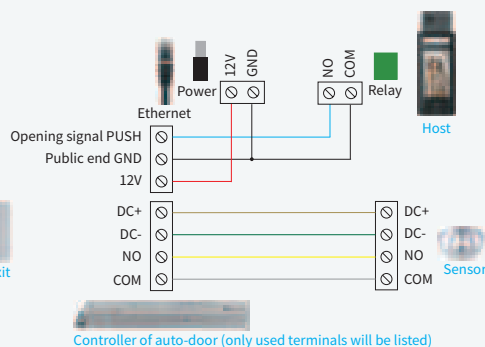 12V
GND
NO
COM
Power
Relay
Ethernet
Host
Opening signal PUSH
Public end GND
12V
DC+
DC-
NO
COM
DC+
DC-
NO
COM
Sensor
Controller of auto-door (only used terminals will be listed)